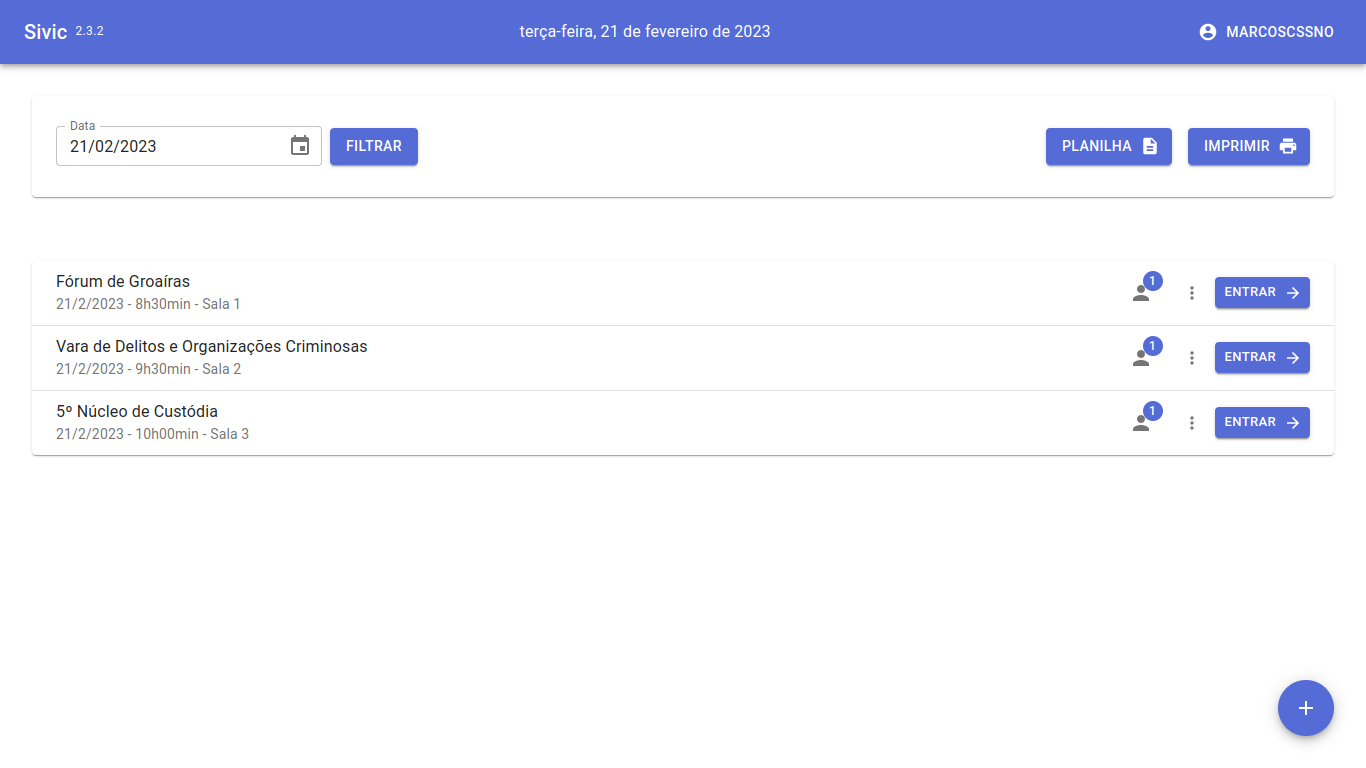 Sivic 2.3.2
terça-feira, 21 de fevereiro de 2023
MARCOSCSSNO
Data
21/02/2023
FILTRAR
PLANILHA
IMPRIMIR
Fórum de Groaíras
21/2/2023 - 8h30min - Sala 1
1
ENTRAR
Vara de Delitos e Organizações Criminosas
21/2/2023 - 9h30min - Sala 2
1
ENTRAR
5º Núcleo de Custódia
21/2/2023 - 10h00min - Sala 3
1
ENTRAR
+